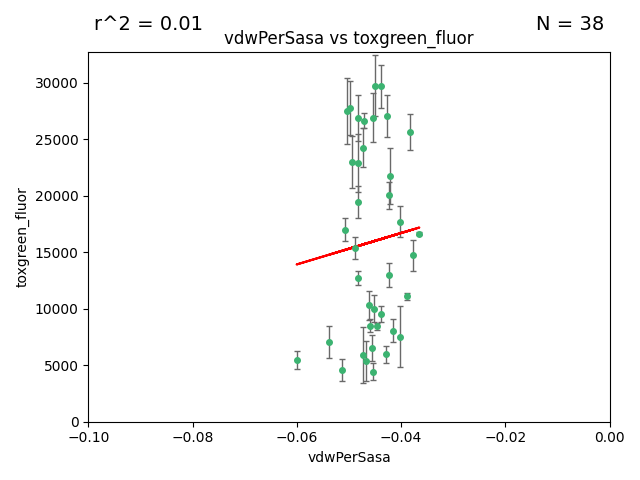 r^2 = 0.01
N = 38
vdwPerSasa vs toxgreen_fluor
30000
25000
20000
15000
10000
5000
0
toxgreen_fluor
−0.10
−0.08
−0.06
−0.04
−0.02
0.00
vdwPerSasa